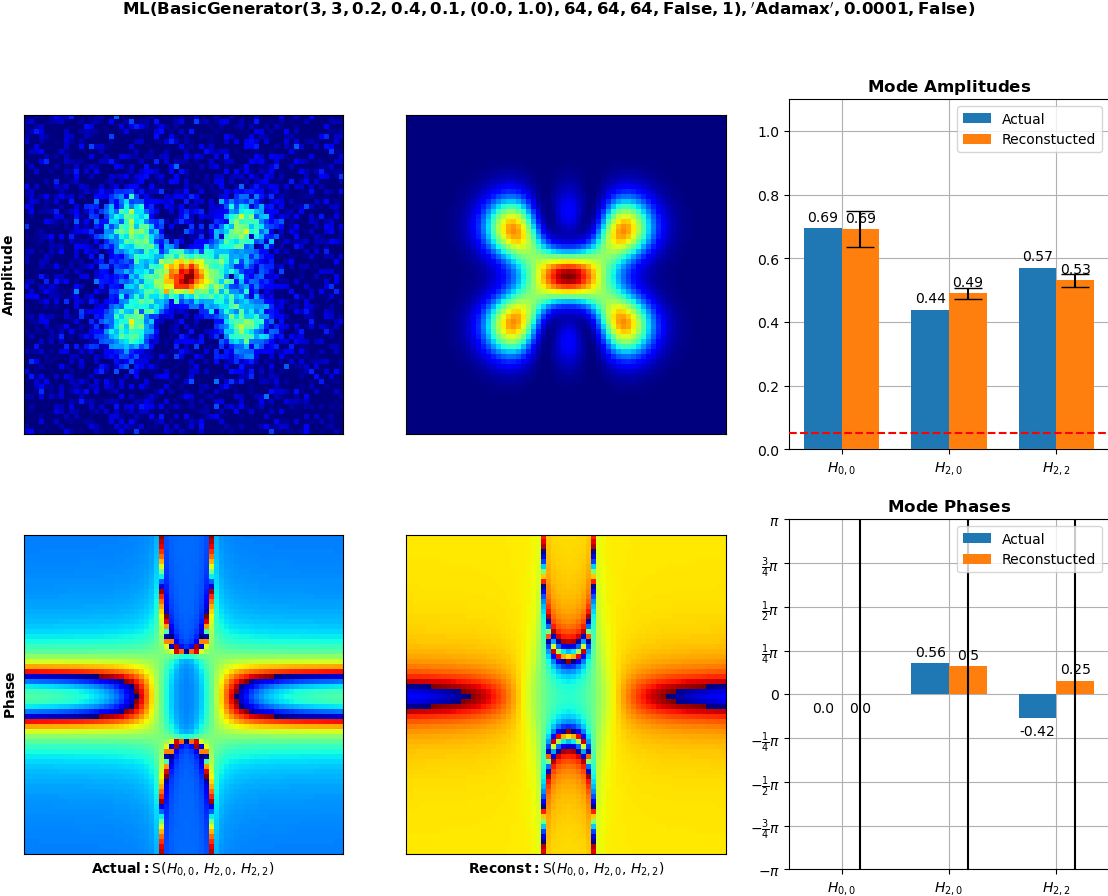 ML(BasicGenerator(3, 3, 0.2, 0.4, 0.1, (0.0, 1.0), 64, 64, 64, False, 1), ′Adamax′, 0.0001, False)
Mode Amplitudes
Amplitude
1.0
0.8
0.6
0.4
0.2
0.0
Actual
Reconstucted
0.69 0.69
0.44 0.49
0.57 0.53
H0,0 H2,0 H2,2
Mode Phases
Phase
π
3/4π
1/2π
1/4π
0
−1/4π
−1/2π
−3/4π
−π
Actual
Reconstucted
0.0 0.0
0.56 0.5
-0.42 0.25
H0,0 H2,0 H2,2
Actual: S(H0,0, H2,0, H2,2)
Reconst: S(H0,0, H2,0, H2,2)